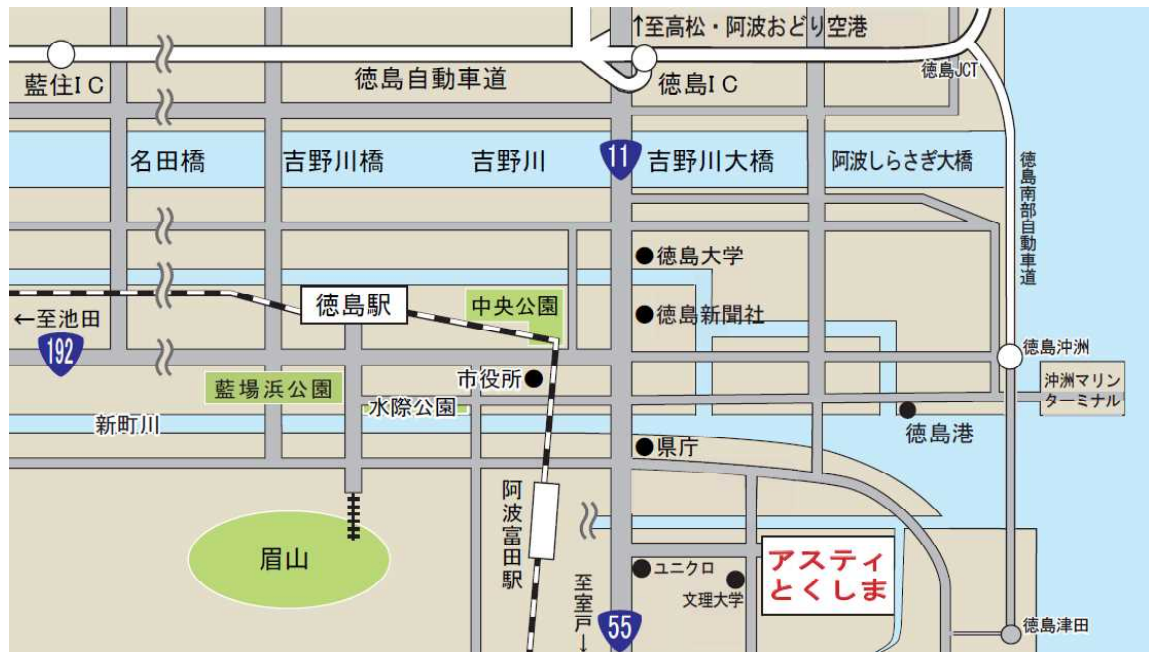 ↑至高松・阿波おどり空港
藍住IC
徳島自動車道
徳島IC
徳島JCT
名田橋
吉野川橋
吉野川
11
吉野川大橋
阿波しらさぎ大橋
徳島南部自動車道
徳島大学
徳島駅
中央公園
徳島新聞社
←至池田
192
徳島沖洲
藍場浜公園
市役所
水際公園
沖洲マリン
ターミナル
新町川
徳島港
県庁
阿波富田駅
眉山
至室戸→
ユニクロ
文理大学
アスティ
とくしま
55
徳島津田